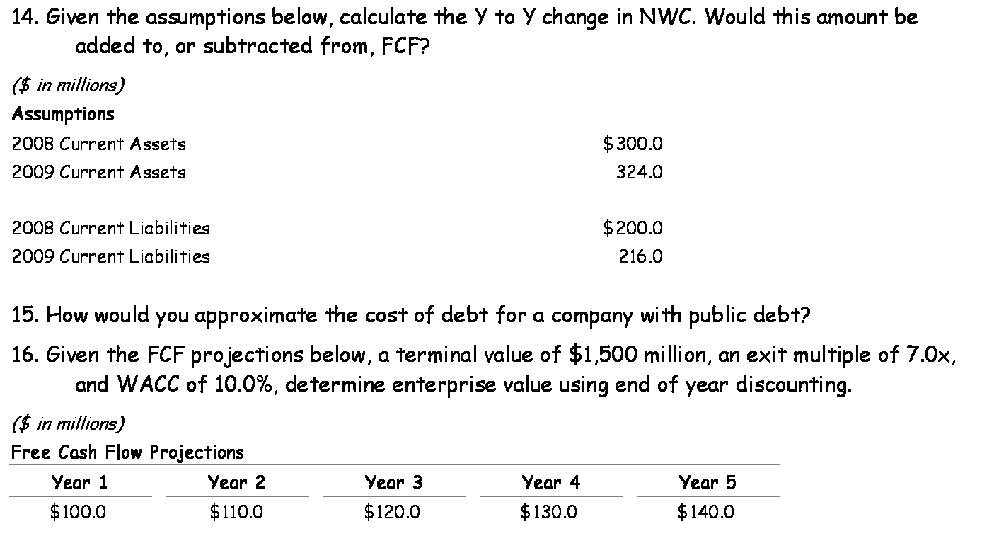 14. Given the assumptions below, calculate the Y to Y change in NWC. Would this amount be
added to, or subtracted from, FCF?
($ in millions)
Assumptions
2008 Current Assets $300.0
2009 Current Assets 324.0
2008 Current Liabilities $200.0
2009 Current Liabilities 216.0
15. How would you approximate the cost of debt for a company with public debt?
16. Given the FCF projections below, a terminal value of $1,500 million, an exit multiple of 7.0x,
and WACC of 10.0%, determine enterprise value using end of year discounting.
($ in millions)
Free Cash Flow Projections
Year 1 Year 2 Year 3 Year 4 Year 5
$100.0 $110.0 $120.0 $130.0 $140.0